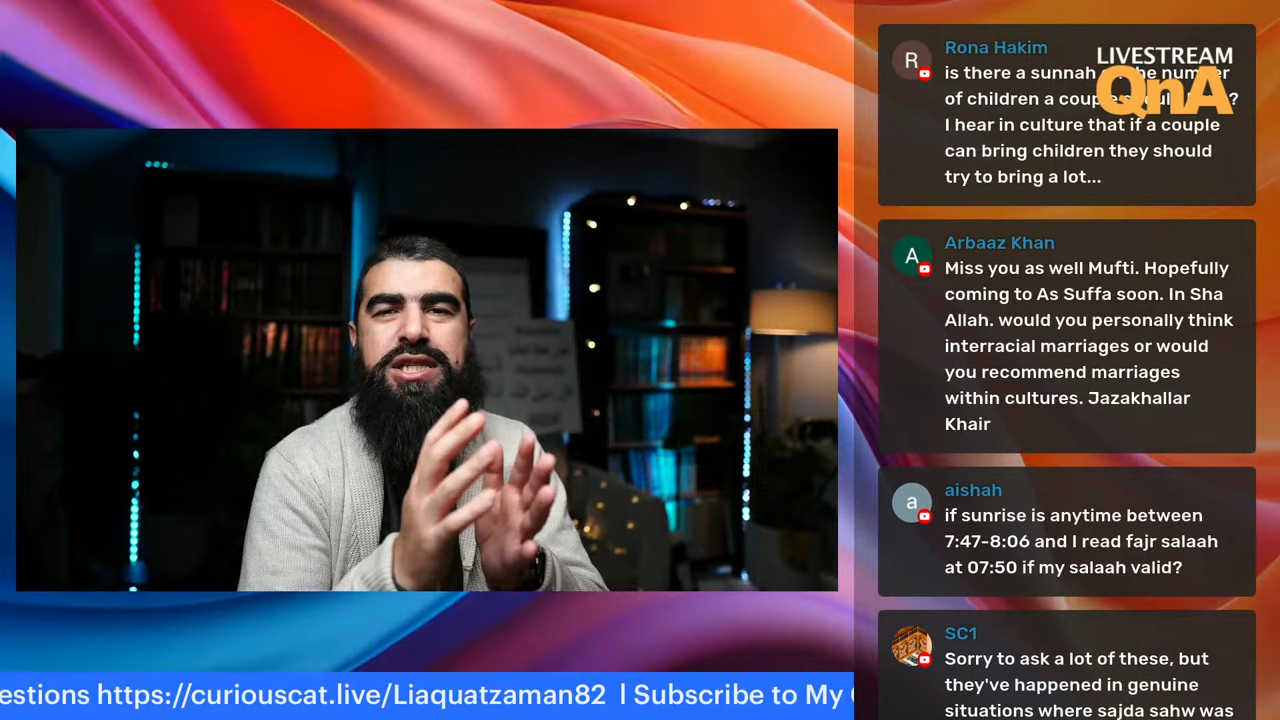 Rona Hakim
LIVESTREAM
QnA
is there a sunnah
of children a couple ?
I hear in culture that if a couple
can bring children they should
try to bring a lot...
Arbaaz Khan
Miss you as well Mufti. Hopefully
coming to As Suffa soon. In Sha
Allah. would you personally think
interracial marriages or would
you recommend marriages
within cultures. Jazakhallar
Khair
aishah
if sunrise is anytime between
7:47-8:06 and I read fajr salaah
at 07:50 if my salaah valid?
SC1
Sorry to ask a lot of these, but
they've happened in genuine
situations where sajda sahw was
estions https://curiouscat.live/Liaquatzaman82 | Subscribe to My
R
A
a